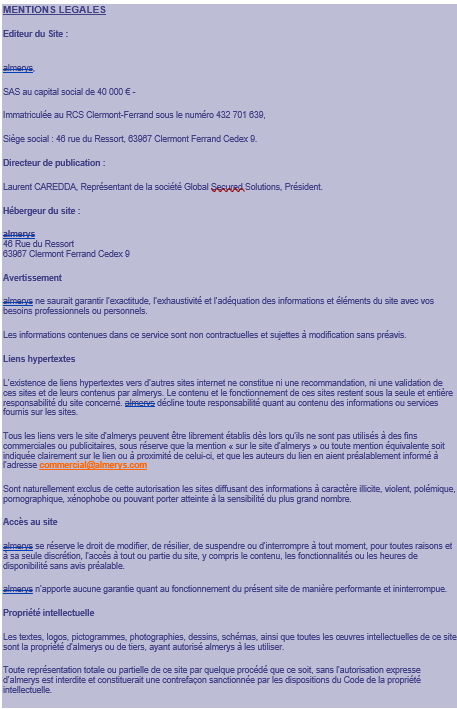 MENTIONS LEGALES
Editeur du Site :
almerys.
SAS au capital social de 40 000 € -
Immatriculée au RCS Clermont-Ferrand sous le numéro 432 701 639,
Siège social : 46 rue du Ressort, 63967 Clermont Ferrand Cedex 9.
Directeur de publication :
Laurent CAREDDA, Représentant de la société Global Secured Solutions, Président.
Hébergeur du site :
almerys
46 Rue du Ressort
63967 Clermont Ferrand Cedex 9
Avertissement
almerys ne saurait garantir l'exactitude, l'exhaustivité et l'adéquation des informations et éléments du site avec vos
besoins professionnels ou personnels.
Les informations contenues dans ce service sont non contractuelles et sujettes à modification sans préavis.
Liens hypertextes
L'existence de liens hypertextes vers d'autres sites internet ne constitue ni une recommandation, ni une validation de
ces sites et de leurs contenus par almerys. Le contenu et le fonctionnement de ces sites restent sous la seule et entière
responsabilité du site concerné. almerys décline toute responsabilité quant au contenu des informations ou services
fournis sur les sites.
Tous les liens vers le site d'almerys peuvent être librement établis dès lors qu'ils ne sont pas utilisés à des fins
commerciales ou publicitaires, sous réserve que la mention « sur le site d'almerys » ou toute mention équivalente soit
indiquée clairement sur le lien ou à proximité de celui-ci, et que les auteurs du lien en aient préalablement informé à
l'adresse commercial@almerys.com
Sont naturellement exclus de cette autorisation les sites diffusant des informations à caractère illicite, violent, polémique,
pornographique, xénophobe ou pouvant porter atteinte à la sensibilité du plus grand nombre.
Accès au site
almerys se réserve le droit de modifier, de résilier, de suspendre ou d'interrompre à tout moment, pour toutes raisons et
à sa seule discrétion, l'accès à tout ou partie du site, y compris le contenu, les fonctionnalités ou les heures de
disponibilité sans avis préalable.
almerys n'apporte aucune garantie quant au fonctionnement du présent site de manière performante et ininterrompue.
Propriété intellectuelle
Les textes, logos, pictogrammes, photographies, dessins, schémas, ainsi que toutes les œuvres intellectuelles de ce site
sont la propriété d'almerys ou de tiers, ayant autorisé almerys à les utiliser.
Toute représentation totale ou partielle de ce site par quelque procédé que ce soit, sans l'autorisation expresse
d'almerys est interdite et constituerait une contrefaçon sanctionnée par les dispositions du Code de la propriété
intellectuelle.